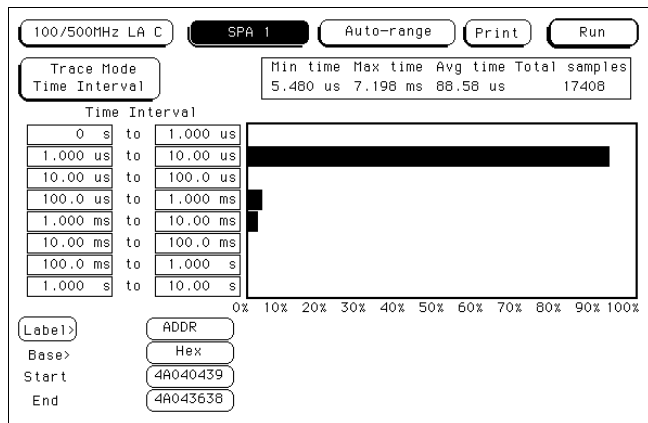 100/500MHz LA C SPA 1 Auto-range Print Run
Trace Mode
Time Interval
Min time Max time Avg time Total samples
5.480 us 7.198 ms 88.58 us 17408
Time Interval
0 s to 1.000 us
1.000 us to 10.00 us
10.00 us to 100.0 us
100.0 us to 1.000 ms
1.000 ms to 10.00 ms
10.00 ms to 100.0 ms
100.0 ms to 1.000 s
1.000 s to 10.00 s
0% 10% 20% 30% 40% 50% 60% 70% 80% 90% 100%
Label> ADDR
Base> Hex
Start 4A040439
End 4A043638